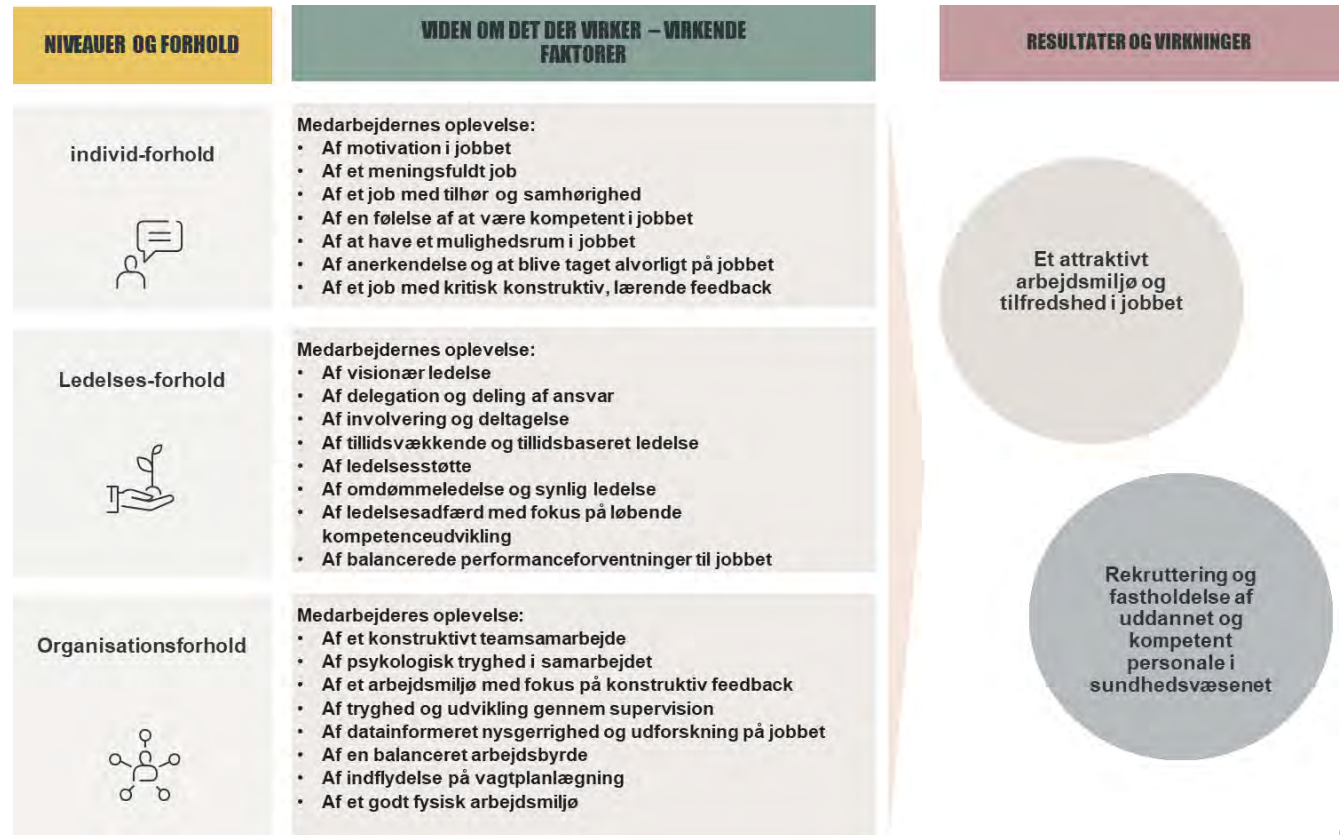 NIVEAUER OG FORHOLD
VIDEN OM DET DER VIRKER – VIRKENDE
FAKTORER
RESULTATER OG VIRKNINGER
individ-forhold
Medarbejdernes oplevelse:
• Af motivation i jobbet
• Af et meningsfuldt job
• Af et job med tilhør og samhørighed
• Af en følelse af at være kompetent i jobbet
• Af at have et mulighedsrum i jobbet
• Af anerkendelse og at blive taget alvorligt på jobbet
• Af et job med kritisk konstruktiv, lærende feedback
Ledelses-forhold
Medarbejdernes oplevelse:
• Af visionær ledelse
• Af delegation og deling af ansvar
• Af involvering og deltagelse
• Af tillidsvækkende og tillidsbaseret ledelse
• Af ledelsesstøtte
• Af omdømmeledelse og synlig ledelse
• Af ledelsesadfærd med fokus på løbende
kompetenceudvikling
• Af balancerede performanceforventninger til jobbet
Organisationsforhold
Medarbejderes oplevelse:
• Af et konstruktivt teamsamarbejde
• Af psykologisk tryghed i samarbejdet
• Af et arbejdsmiljø med fokus på konstruktiv feedback
• Af tryghed og udvikling gennem supervision
• Af datainformeret nysgerrighed og udforskning på jobbet
• Af en balanceret arbejdsbyrde
• Af indflydelse på vagtplanlægning
• Af et godt fysisk arbejdsmiljø
Et attraktivt
arbejdsmiljø og
tilfredshed i jobbet
Rekruttering og
fastholdelse af
uddannet og
kompetent
personale i
sundhedsvæsenet